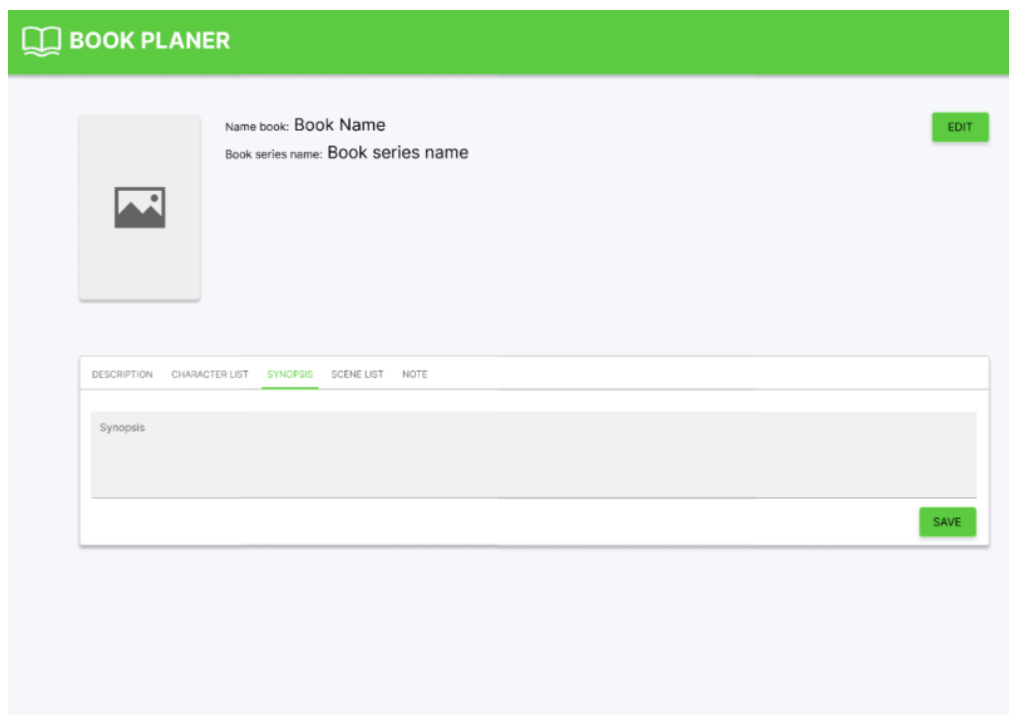 BOOK PLANER
Name book: Book Name
EDIT
Book series name: Book series name
DESCRIPTION CHARACTER LIST SYNOPSIS SCENE LIST NOTE
Synopsis
SAVE